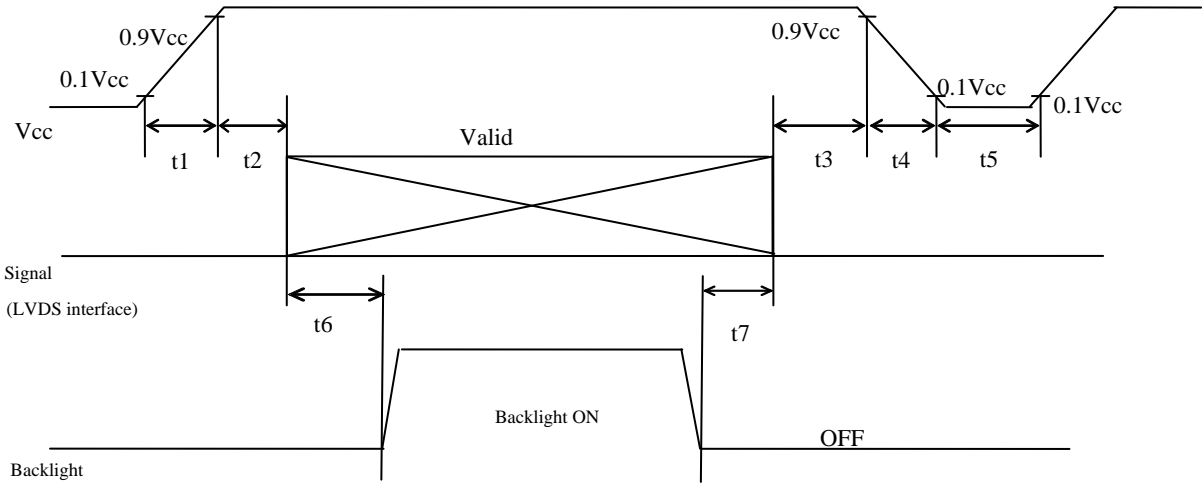 0.9Vcc
0.9Vcc
0.1Vcc
0.1Vcc
0.1Vcc
Vcc
Valid
t1
t2
t3
t4
t5
Signal
(LVDS interface)
t6
t7
Backlight ON
OFF
Backlight